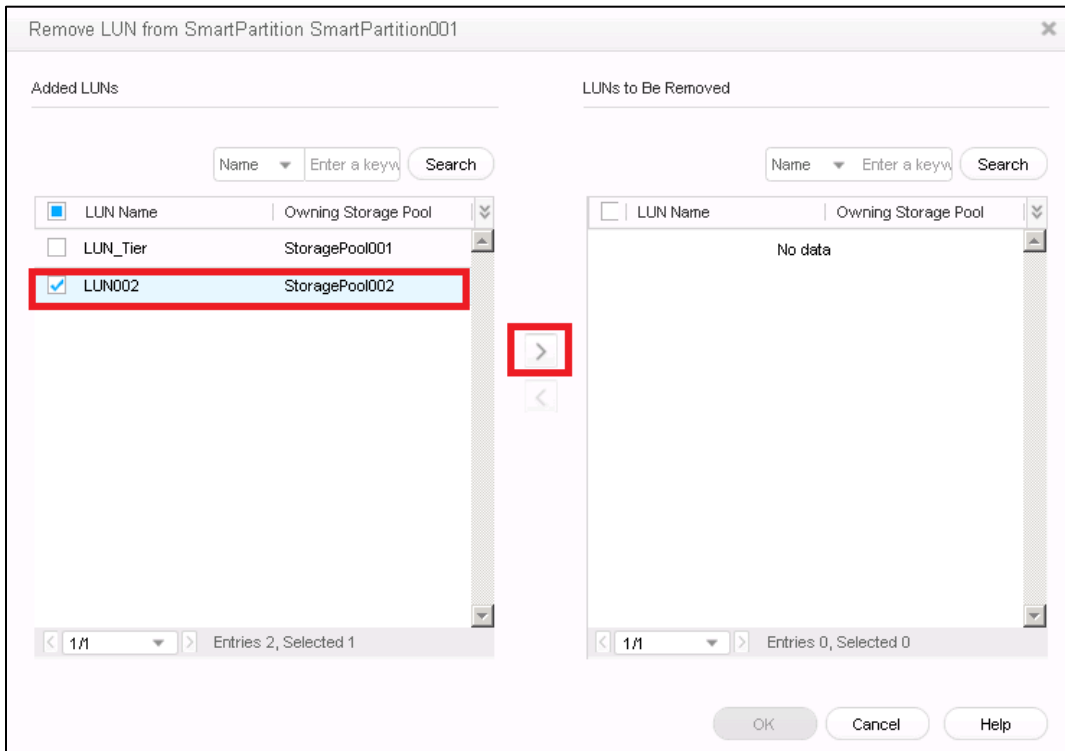 Remove LUN from SmartPartition SmartPartition001
Added LUNs
LUNs to Be Removed
Name Enter a keyw Search
Name Enter a keyw Search
LUN Name Owning Storage Pool
LUN Name Owning Storage Pool
LUN_Tier StoragePool001
No data
LUN002 StoragePool002
1/1 Entries 2, Selected 1
1/1 Entries 0, Selected 0
OK Cancel Help